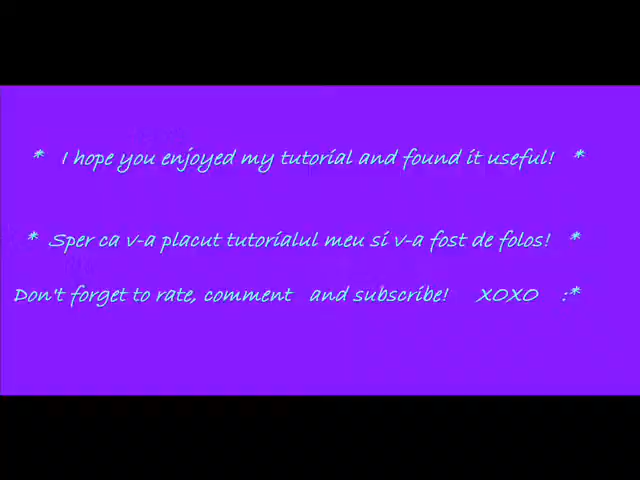 * I hope you enjoyed my tutorial and found it useful! *
* Sper ca v-a placut tutorialul meu si v-a fost de folos! *
Don't forget to rate, comment and subscribe! XOXO :*